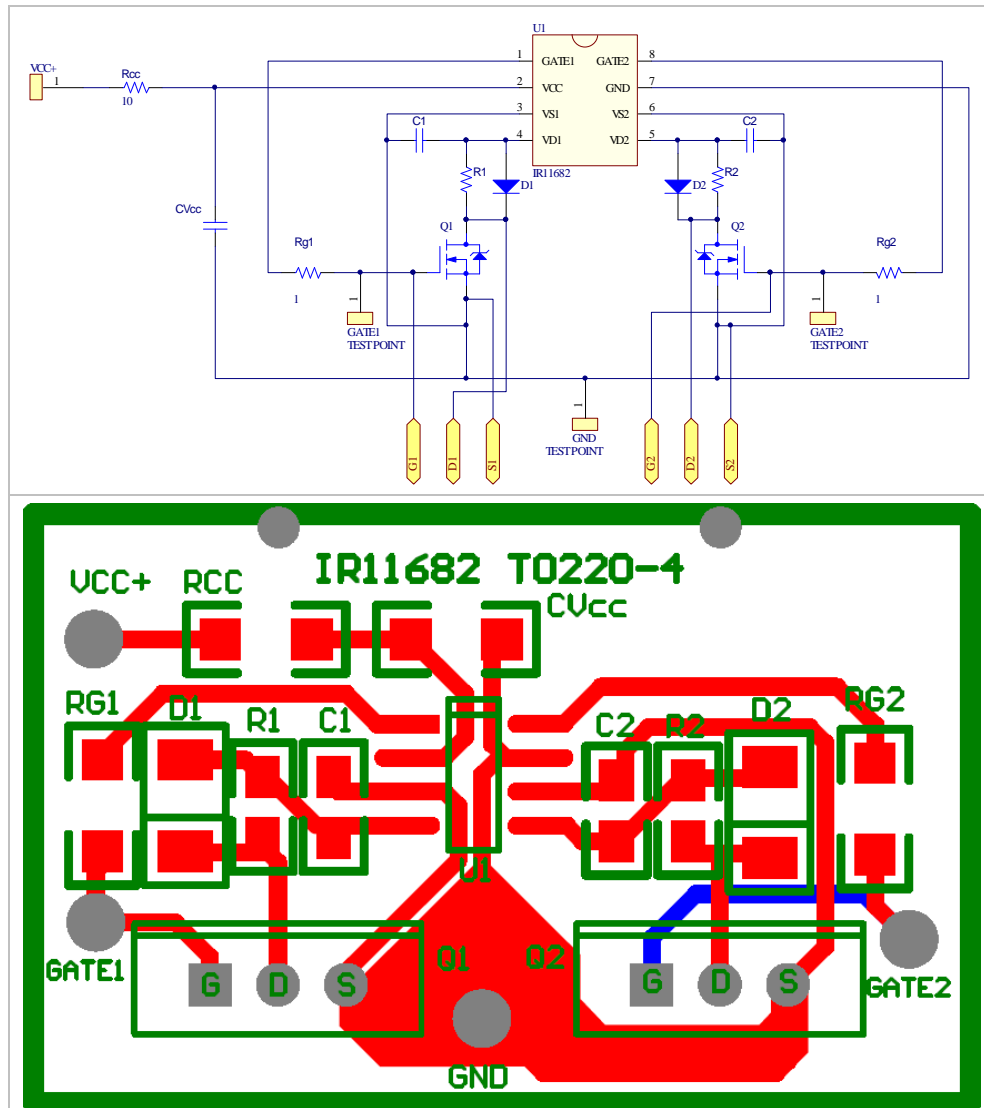 U1
VCC+
1
Rcc
10
1
GATE1
GATE2
8
2
VCC
GND
7
3
VS1
VS2
6
4
VD1
VD2
5
IR11682
C1
C2
R1
D1
D2
R2
CVcc
Q1
Q2
Rg1
1
Rg2
1
1
GATE1
TESTPOINT
1
GATE2
TESTPOINT
1
GND
TESTPOINT
G1
D1
S1
G2
D2
S2
IR11682 TO220-4
VCC+
RCC
CVcc
RG1
D1
R1
C1
C2
R2
D2
RG2
U1
GATE1
G
D
S
Q1
Q2
G
D
S
GATE2
GND